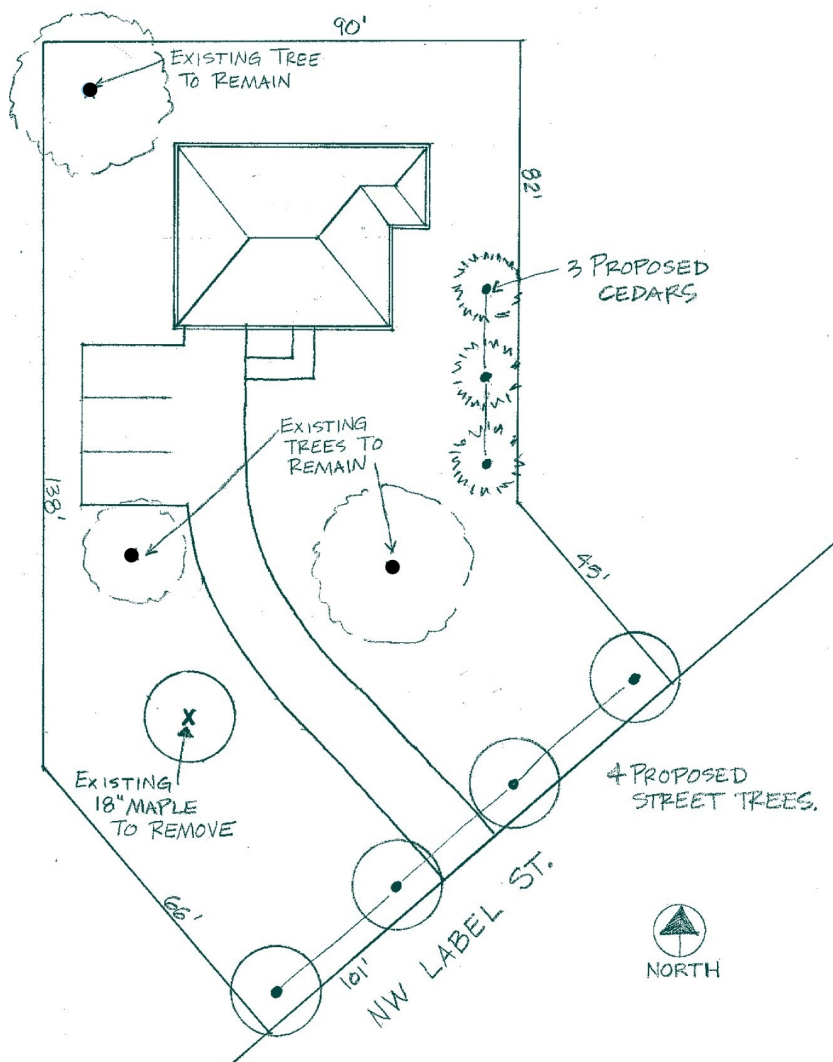 90'
EXISTING TREE
TO REMAIN
82'
3 PROPOSED
CEDARS
EXISTING
TREES TO
REMAIN
138'
45'
EXISTING
18" MAPLE
TO REMOVE
4 PROPOSED
STREET TREES.
66'
101'
NW LABEL ST.
NORTH